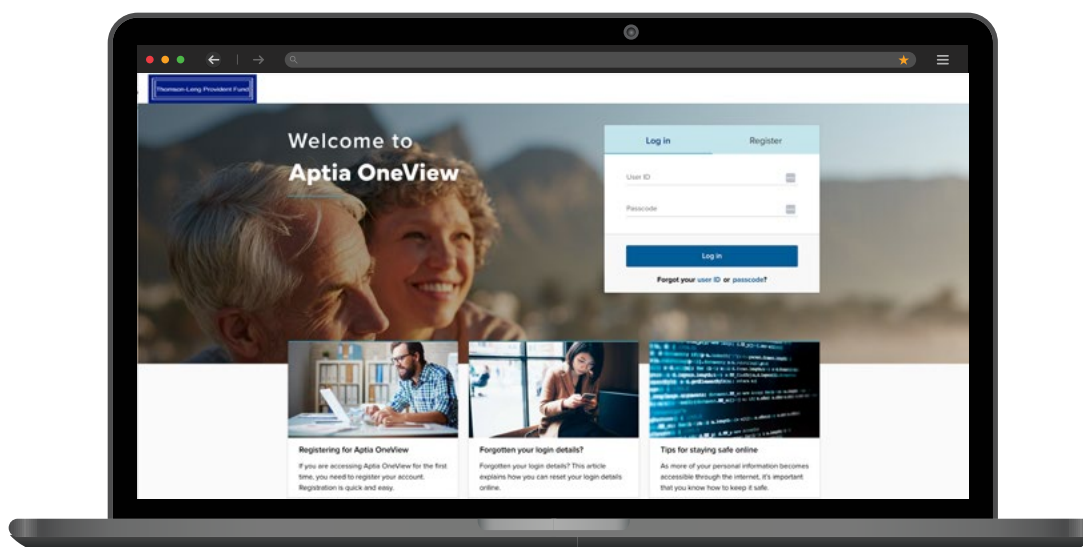 Thomson-Leng Provident Fund
Welcome to
Aptia OneView
Log in
Register
User ID
Passcode
Log in
Forgot your user ID or passcode?
Registering for Aptia OneView
If you are accessing Aptia OneView for the first
time, you need to register your account.
Registration is quick and easy.
Forgotten your login details?
Forgotten your login details? This article
explains how you can reset your login details
online.
Tips for staying safe online
As more of your personal information becomes
accessible through the internet, it's important
that you know how to keep it safe.